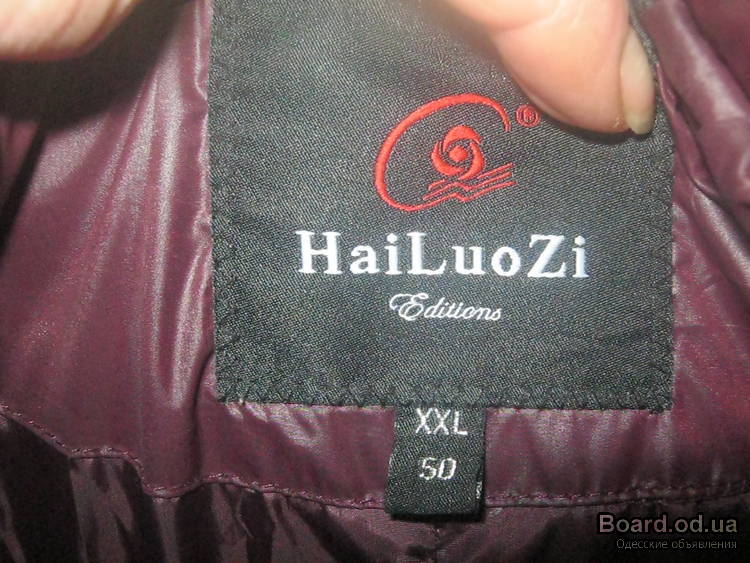 ®
HaiLuoZi
Editions
XXL
50
Board.od.ua
Одесские объявления